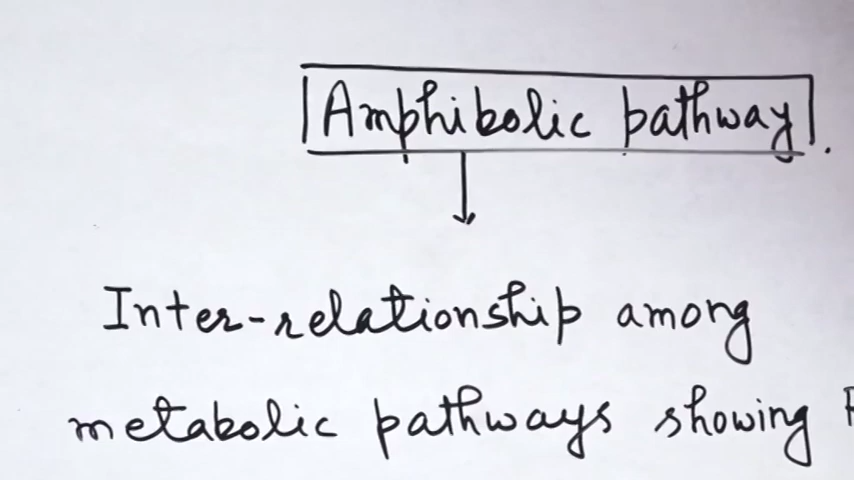 Amphibolic pathway.
Inter-relationship among
metabolic pathways showing